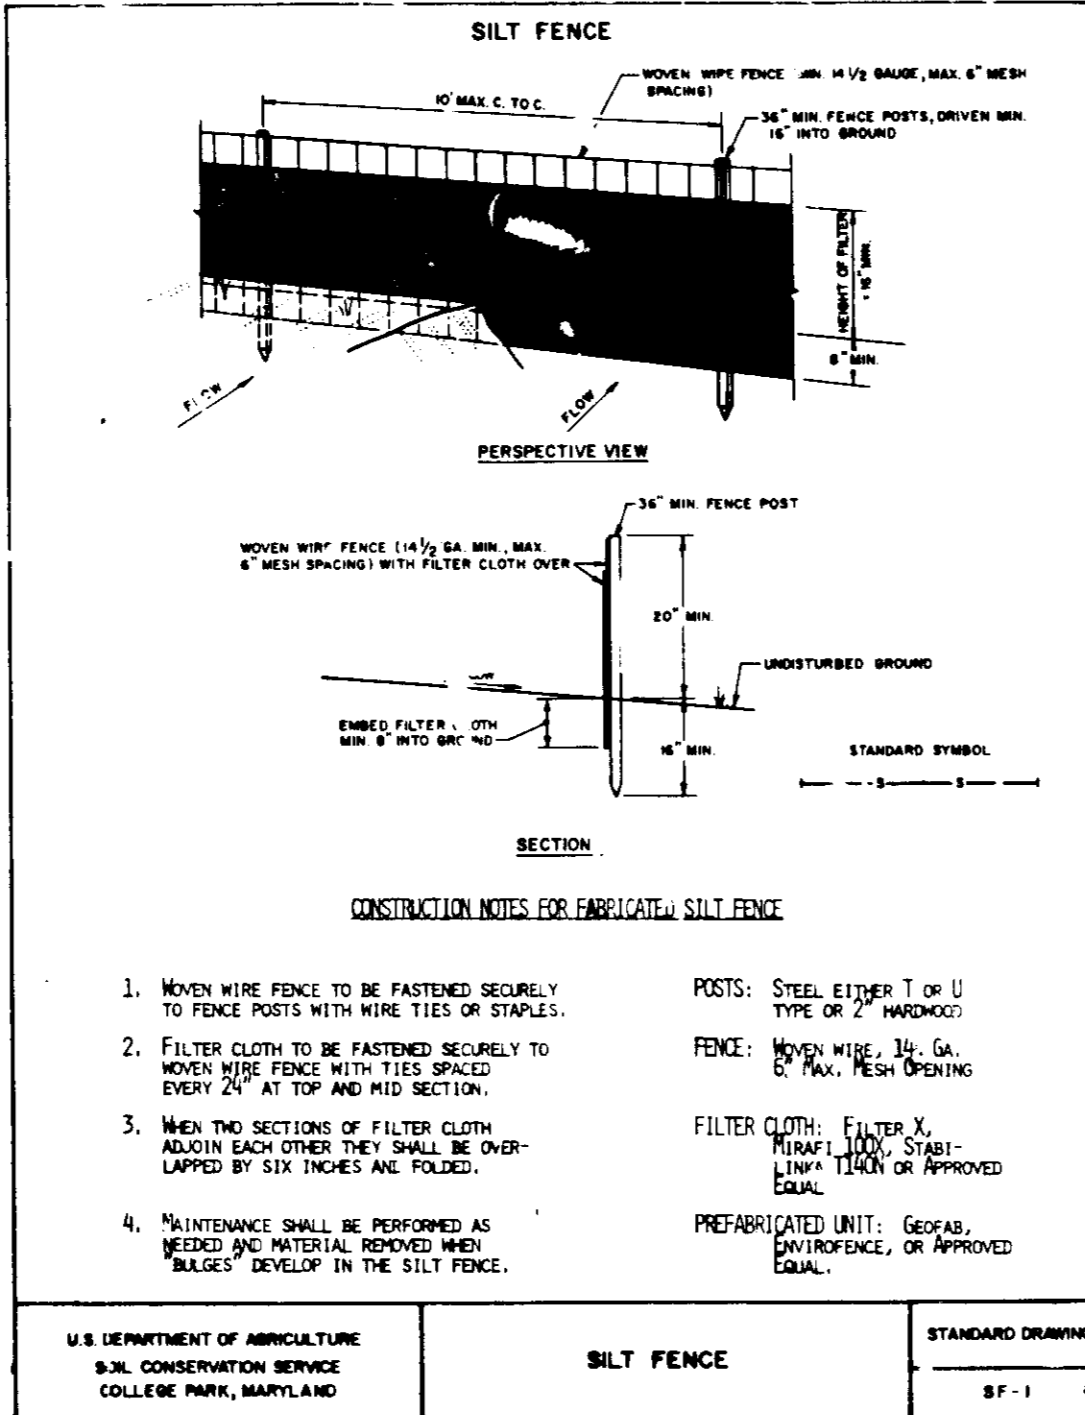 SILT FENCE
WOVEN WIRE FENCE MIN. 14 1/2 GAUGE, MAX. 6" MESH
SPACING)
10' MAX. C. TO C.
36" MIN. FENCE POSTS, DRIVEN MIN.
16" INTO GROUND
HEIGHT OF FILTER
= 16" MIN.
8" MIN.
FLOW
FLOW
PERSPECTIVE VIEW
36" MIN. FENCE POST
WOVEN WIRE FENCE (14 1/2 GA. MIN., MAX.
6" MESH SPACING) WITH FILTER CLOTH OVER
20" MIN.
UNDISTURBED GROUND
FLOW
EMBED FILTER CLOTH
MIN. 8" INTO GROUND
16" MIN.
STANDARD SYMBOL
S S
SECTION
CONSTRUCTION NOTES FOR FABRICATED SILT FENCE
1. WOVEN WIRE FENCE TO BE FASTENED SECURELY
TO FENCE POSTS WITH WIRE TIES OR STAPLES.
2. FILTER CLOTH TO BE FASTENED SECURELY TO
WOVEN WIRE FENCE WITH TIES SPACED
EVERY 24" AT TOP AND MID SECTION.
3. WHEN TWO SECTIONS OF FILTER CLOTH
ADJOIN EACH OTHER THEY SHALL BE OVER-
LAPPED BY SIX INCHES AND FOLDED.
4. MAINTENANCE SHALL BE PERFORMED AS
NEEDED AND MATERIAL REMOVED WHEN
"BULGES" DEVELOP IN THE SILT FENCE.
POSTS: STEEL EITHER T OR U
TYPE OR 2" HARDWOOD
FENCE: WOVEN WIRE, 14. GA.
6" MAX. MESH OPENING
FILTER CLOTH: FILTER X,
MIRAFI 100X, STABI-
LINKA T140N OR APPROVED
EQUAL
PREFABRICATED UNIT: GEOFAB,
ENVIROFENCE, OR APPROVED
EQUAL.
U.S. DEPARTMENT OF AGRICULTURE
SOIL CONSERVATION SERVICE
COLLEGE PARK, MARYLAND
SILT FENCE
STANDARD DRAWING
SF-1